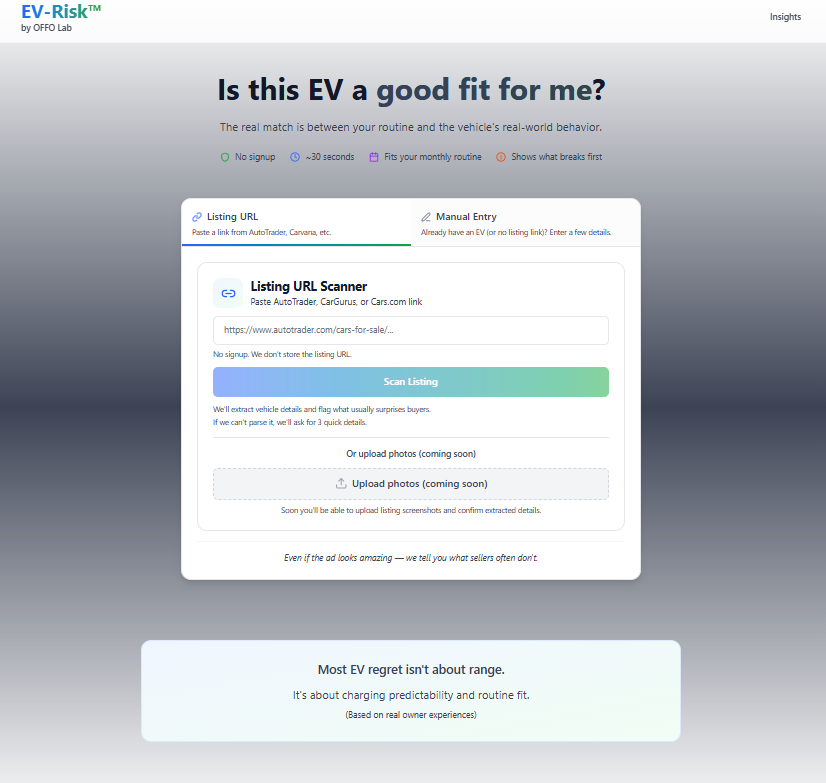 EV-Risk™
by OFFO Lab
Insights
Is this EV a good fit for me?
The real match is between your routine and the vehicle's real-world behavior.
No signup
~30 seconds
Fits your monthly routine
Shows what breaks first
Listing URL
Paste a link from AutoTrader, Carvana, etc.
Manual Entry
Already have an EV (or no listing link)? Enter a few details.
Listing URL Scanner
Paste AutoTrader, CarGurus, or Cars.com link
https://www.autotrader.com/cars-for-sale/...
No signup. We don't store the listing URL.
Scan Listing
We'll extract vehicle details and flag what usually surprises buyers.
If we can't parse it, we'll ask for 3 quick details.
Or upload photos (coming soon)
Upload photos (coming soon)
Soon you'll be able to upload listing screenshots and confirm extracted details.
Even if the ad looks amazing — we tell you what sellers often don't.
Most EV regret isn't about range.
It's about charging predictability and routine fit.
(Based on real owner experiences)